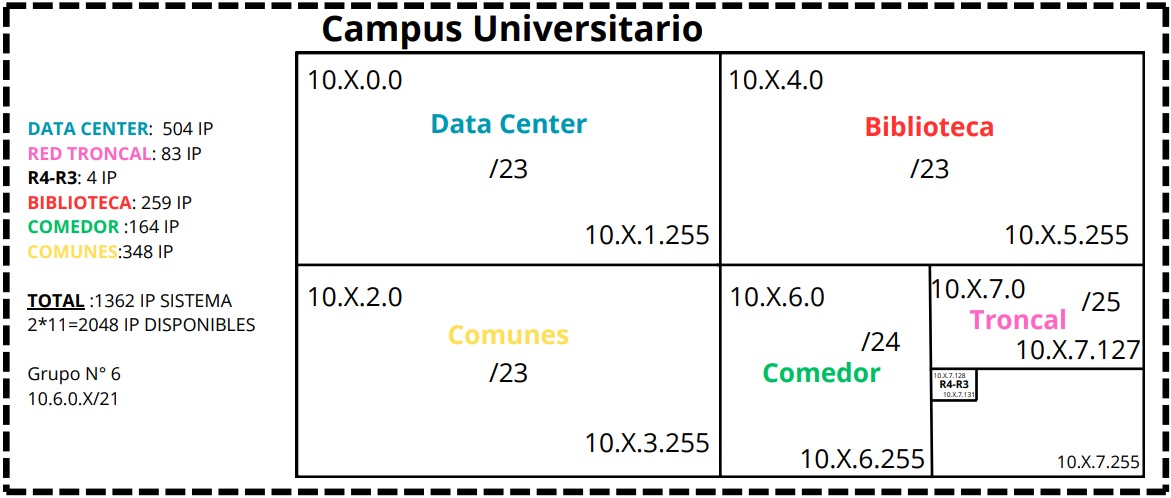 Campus Universitario
DATA CENTER: 504 IP
RED TRONCAL: 83 IP
R4-R3: 4 IP
BIBLIOTECA: 259 IP
COMEDOR :164 IP
COMUNES:348 IP
TOTAL :1362 IP SISTEMA
2*11=2048 IP DISPONIBLES
Grupo N° 6
10.6.0.X/21
10.X.0.0
Data Center
/23
10.X.1.255
10.X.4.0
Biblioteca
/23
10.X.5.255
10.X.2.0
Comunes
/23
10.X.3.255
10.X.6.0
/24
Comedor
10.X.6.255
10.X.7.0
/25
Troncal
10.X.7.127
10.X.7.128
R4-R3
10.X.7.131
10.X.7.255